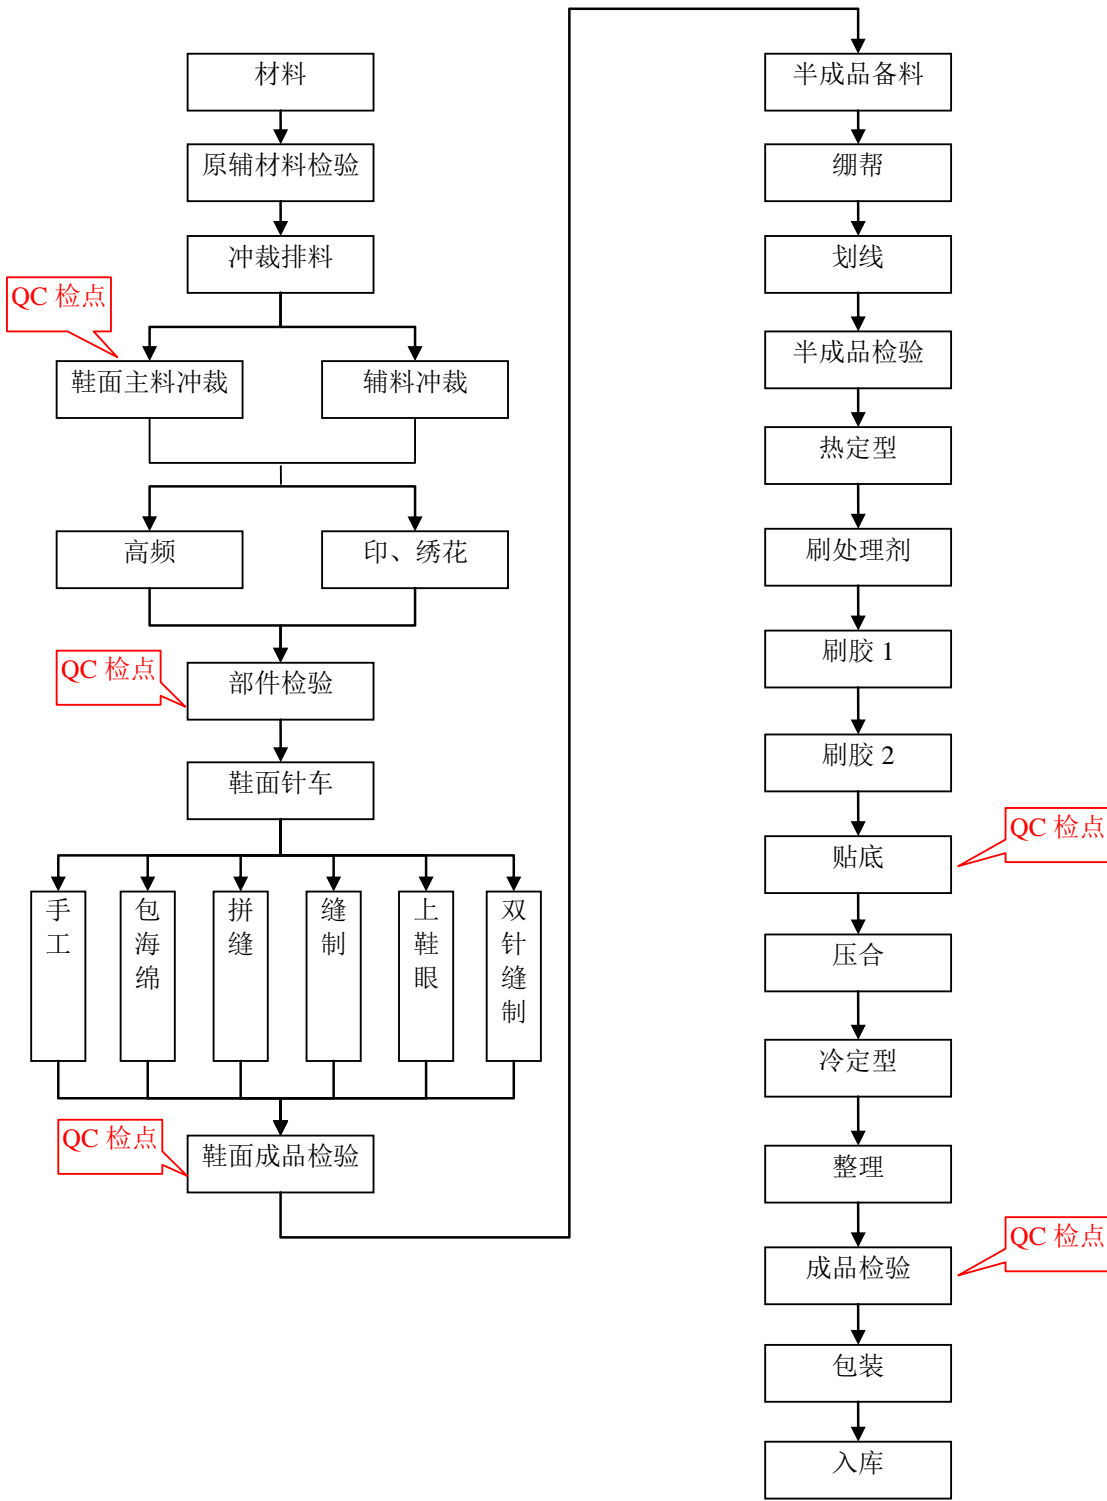 材料
原辅材料检验
冲裁排料
QC 检点
鞋面主料冲裁
辅料冲裁
高频
印、绣花
QC 检点
部件检验
鞋面针车
手工
包海绵
拼缝
缝制
上鞋眼
双针缝制
QC 检点
鞋面成品检验
半成品备料
绷帮
划线
半成品检验
热定型
刷处理剂
刷胶 1
刷胶 2
QC 检点
贴底
压合
冷定型
整理
QC 检点
成品检验
包装
入库